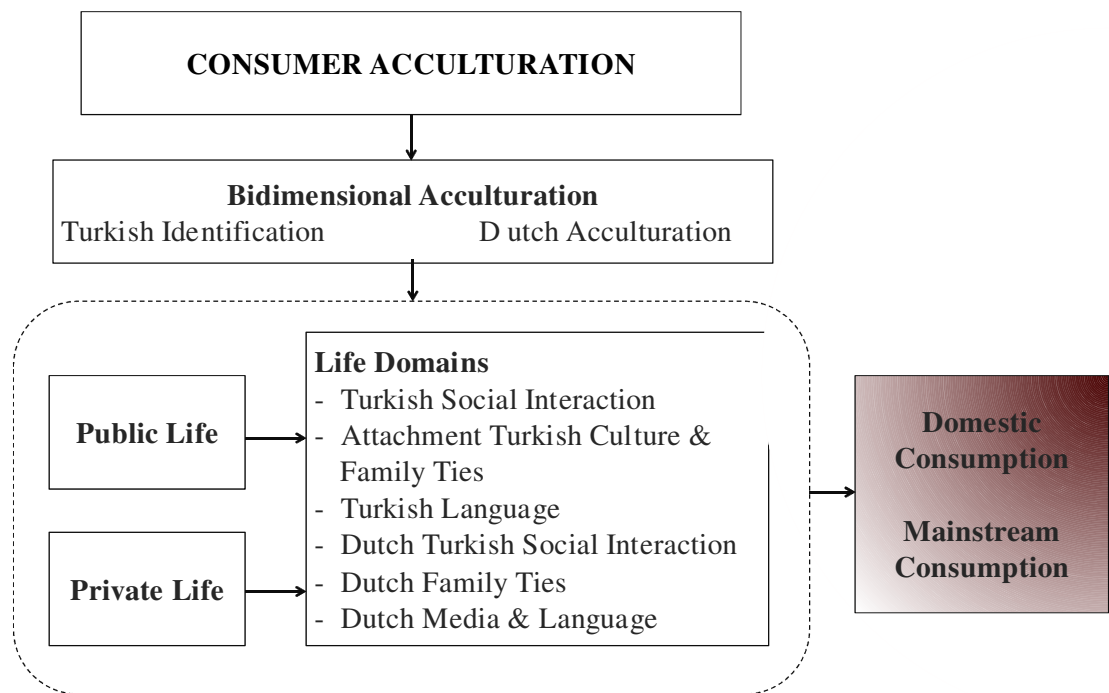 CONSUMER ACCULTURATION
Bidimensional Acculturation
Turkish Identification D utch Acculturation
Public Life
Private Life
Life Domains
- Turkish Social Interaction
- Attachment Turkish Culture &
Family Ties
- Turkish Language
- Dutch Turkish Social Interaction
- Dutch Family Ties
- Dutch Media & Language
Domestic
Consumption
Mainstream
Consumption